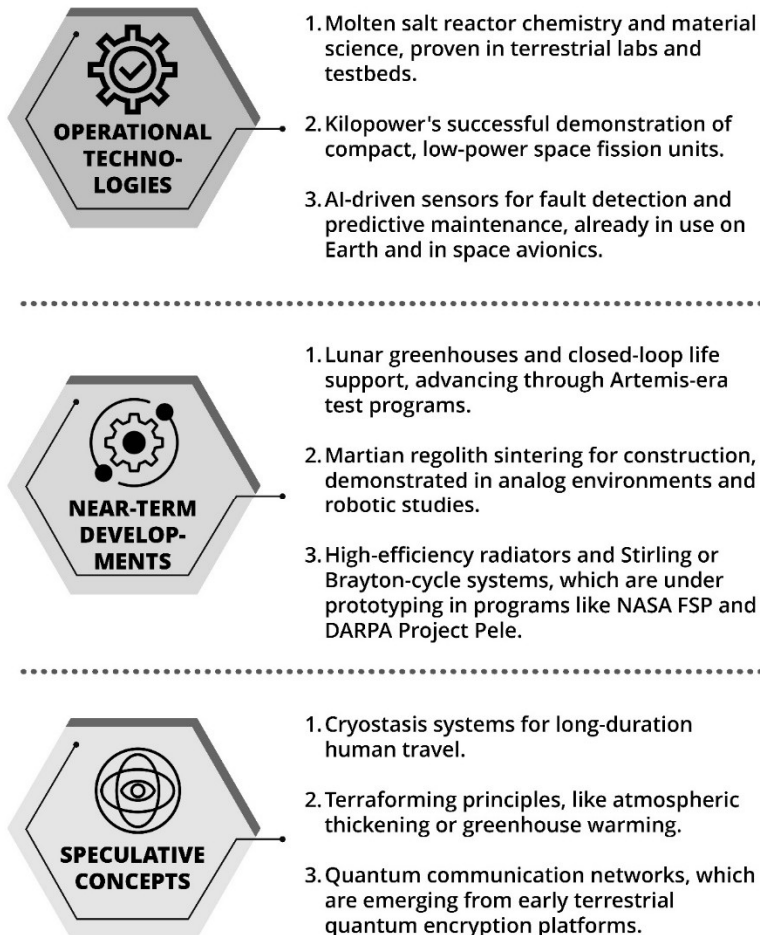 OPERATIONAL
TECHNO-
LOGIES
1. Molten salt reactor chemistry and material
science, proven in terrestrial labs and
testbeds.
2. Kilopower's successful demonstration of
compact, low-power space fission units.
3. AI-driven sensors for fault detection and
predictive maintenance, already in use on
Earth and in space avionics.
NEAR-TERM
DEVELOP-
MENTS
1. Lunar greenhouses and closed-loop life
support, advancing through Artemis-era
test programs.
2. Martian regolith sintering for construction,
demonstrated in analog environments and
robotic studies.
3. High-efficiency radiators and Stirling or
Brayton-cycle systems, which are under
prototyping in programs like NASA FSP and
DARPA Project Pele.
SPECULATIVE
CONCEPTS
1. Cryostasis systems for long-duration
human travel.
2. Terraforming principles, like atmospheric
thickening or greenhouse warming.
3. Quantum communication networks, which
are emerging from early terrestrial
quantum encryption platforms.